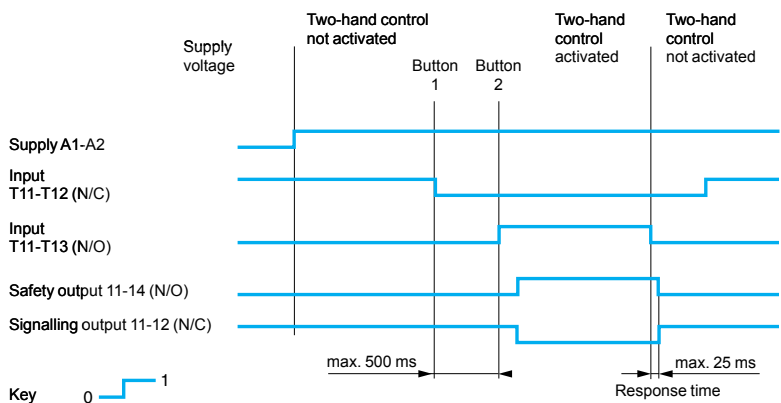 Two-hand control
not activated
Two-hand
control
activated
Two-hand
control
not activated
Supply
voltage
Button
1
Button
2
Supply A1-A2
Input
T11-T12 (N/C)
Input
T11-T13 (N/O)
Safety output 11-14 (N/O)
Signalling output 11-12 (N/C)
max. 500 ms
max. 25 ms
Response time
Key 0 1